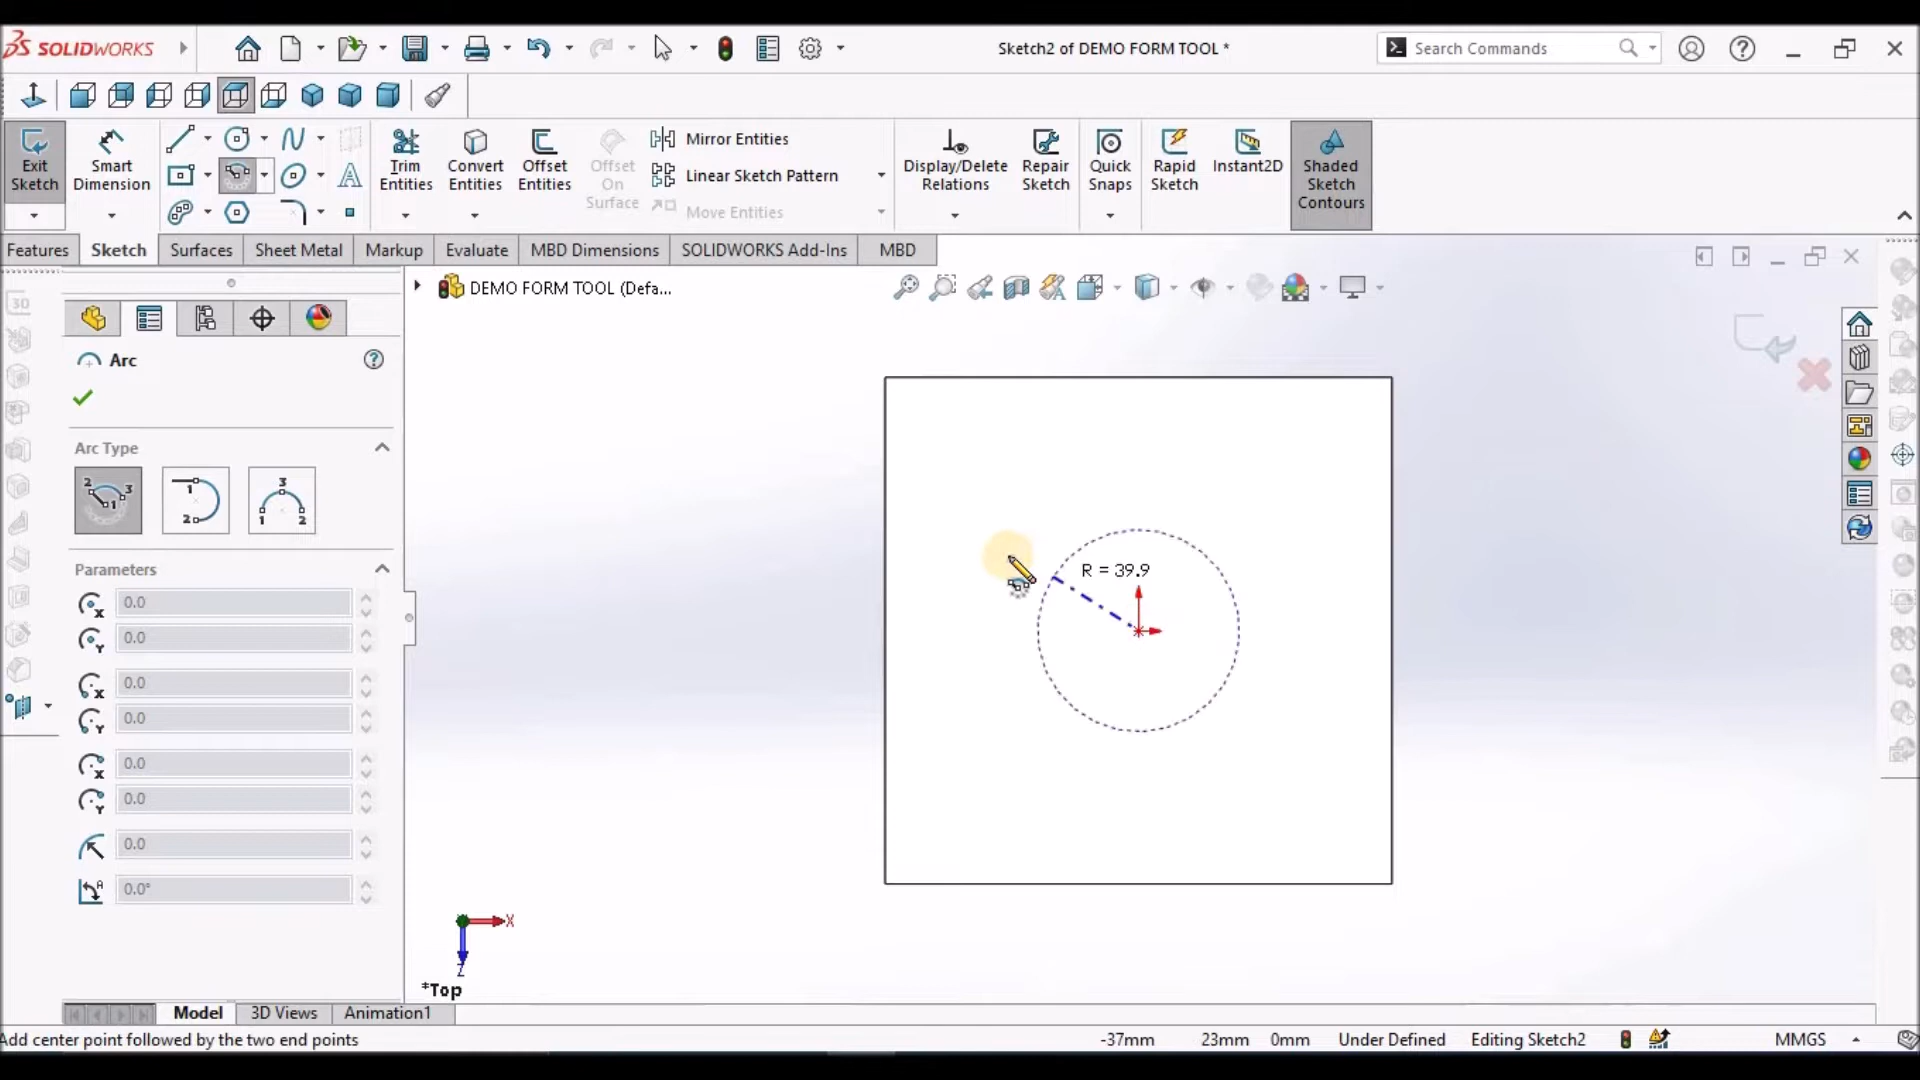 SOLIDWORKS
Sketch2 of DEMO FORM TOOL *
Search Commands
Exit Sketch
Smart Dimension
Trim Entities
Convert Entities
Offset Entities
Offset On Surface
Mirror Entities
Linear Sketch Pattern
Move Entities
Display/Delete Relations
Repair Sketch
Quick Snaps
Rapid Sketch
Instant2D
Shaded Sketch Contours
Features
Sketch
Surfaces
Sheet Metal
Markup
Evaluate
MBD Dimensions
SOLIDWORKS Add-Ins
MBD
3D
DEMO FORM TOOL (Defa...
Arc
Arc Type
2 3 1
1 2
3 1 2
Parameters
0.0
0.0
0.0
0.0
0.0
0.0
0.0
0.0°
R = 39.9
X
Z
*Top
Model
3D Views
Animation1
Add center point followed by the two end points
-37mm
23mm
0mm
Under Defined
Editing Sketch2
MMGS